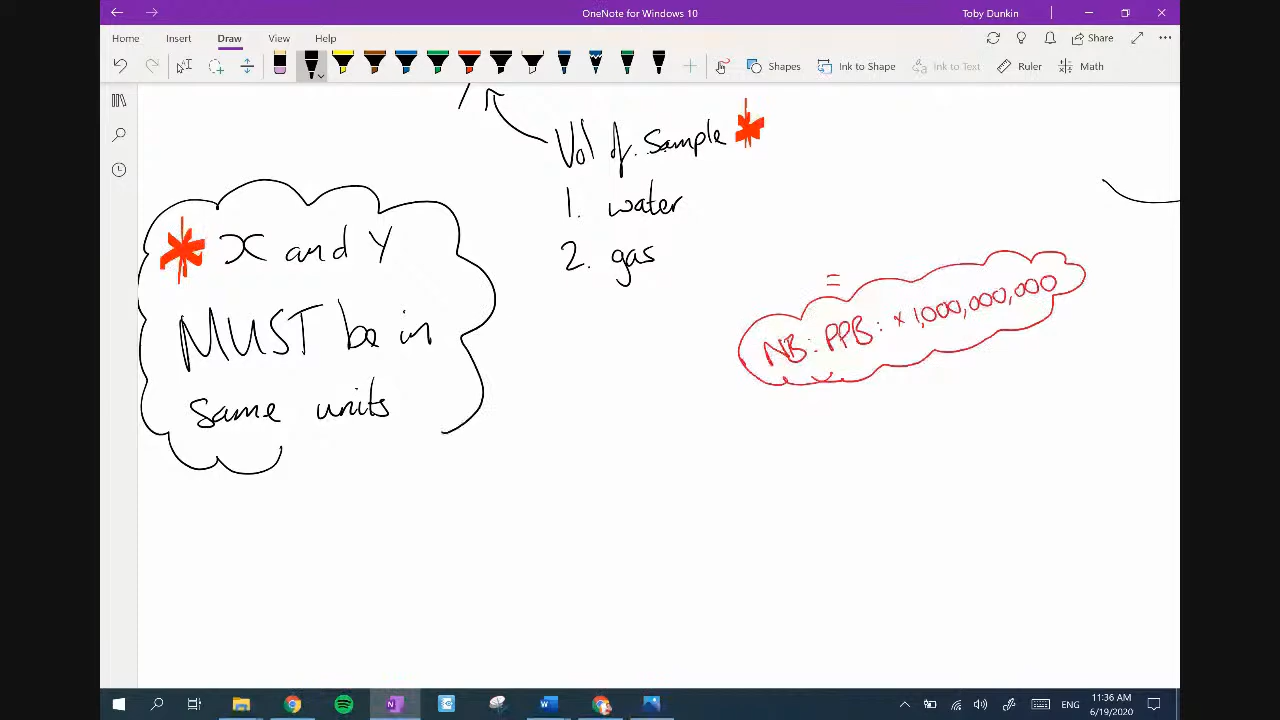 OneNote for Windows 10
Toby Dunkin
Home Insert Draw View Help
Share
Shapes Ink to Shape Ink to Text Ruler Math
Vol of. Sample *
1. water
2. gas
* x and Y
MUST be in
same units
=
NB: PPB: × 1,000,000,000
ENG
11:36 AM
6/19/2020